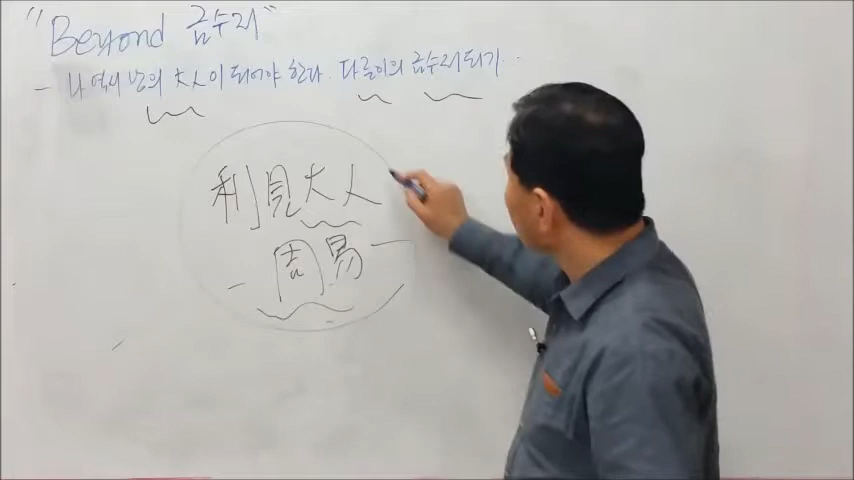 "Beyond 금수저"
- 나 역시 남의 大人이 되어야 한다. 다른이의 금수저되기..
利見大人
- 周易 -